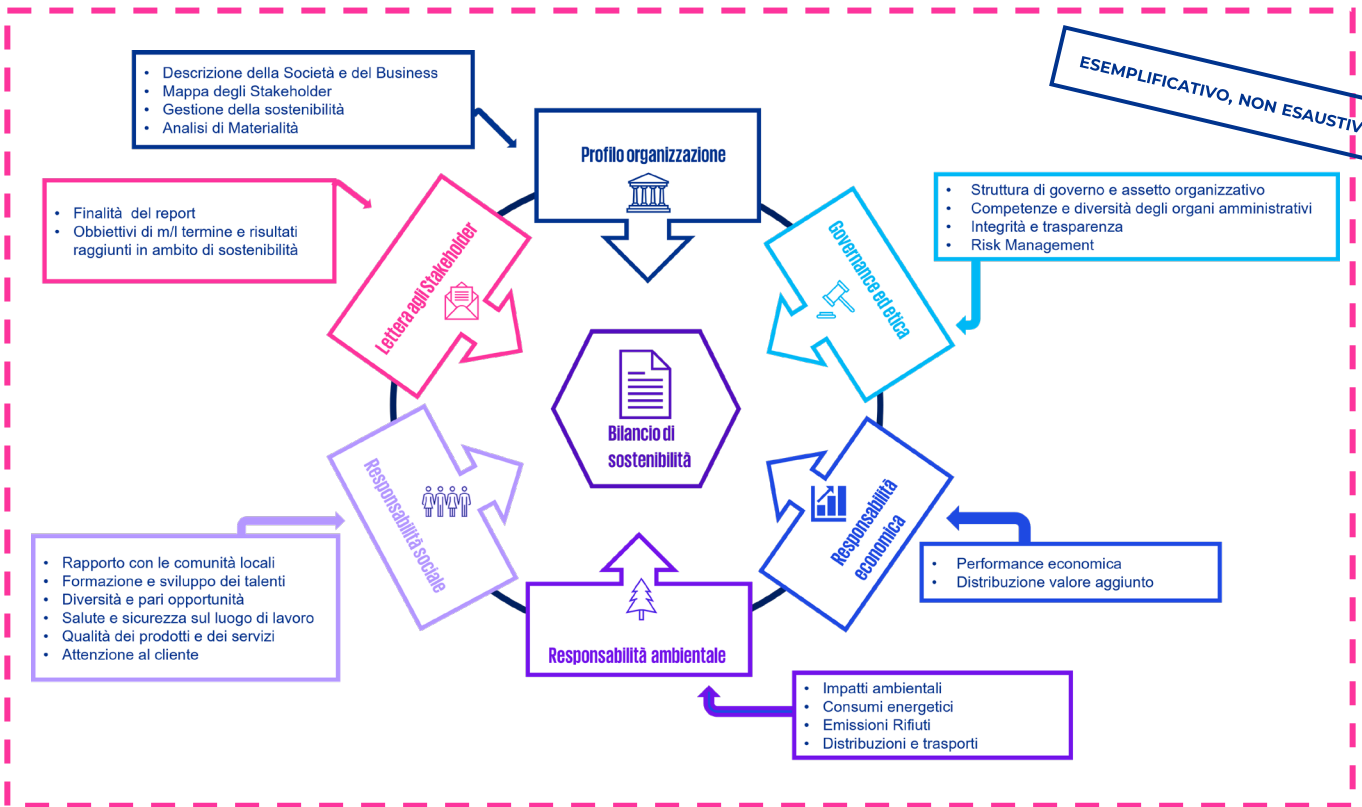 ESEMPLIFICATIVO, NON ESAUSTIV
• Descrizione della Società e del Business
• Mappa degli Stakeholder
• Gestione della sostenibilità
• Analisi di Materialità
Profilo organizzazione
• Finalità del report
• Obbiettivi di m/l termine e risultati
raggiunti in ambito di sostenibilità
Lettera agli Stakeholder
• Struttura di governo e assetto organizzativo
• Competenze e diversità degli organi amministrativi
• Integrità e trasparenza
• Risk Management
Governance ed etica
Bilancio di
sostenibilità
Responsabilità sociale
• Rapporto con le comunità locali
• Formazione e sviluppo dei talenti
• Diversità e pari opportunità
• Salute e sicurezza sul luogo di lavoro
• Qualità dei prodotti e dei servizi
• Attenzione al cliente
Responsabilità
economica
• Performance economica
• Distribuzione valore aggiunto
Responsabilità ambientale
• Impatti ambientali
• Consumi energetici
• Emissioni Rifiuti
• Distribuzioni e trasporti